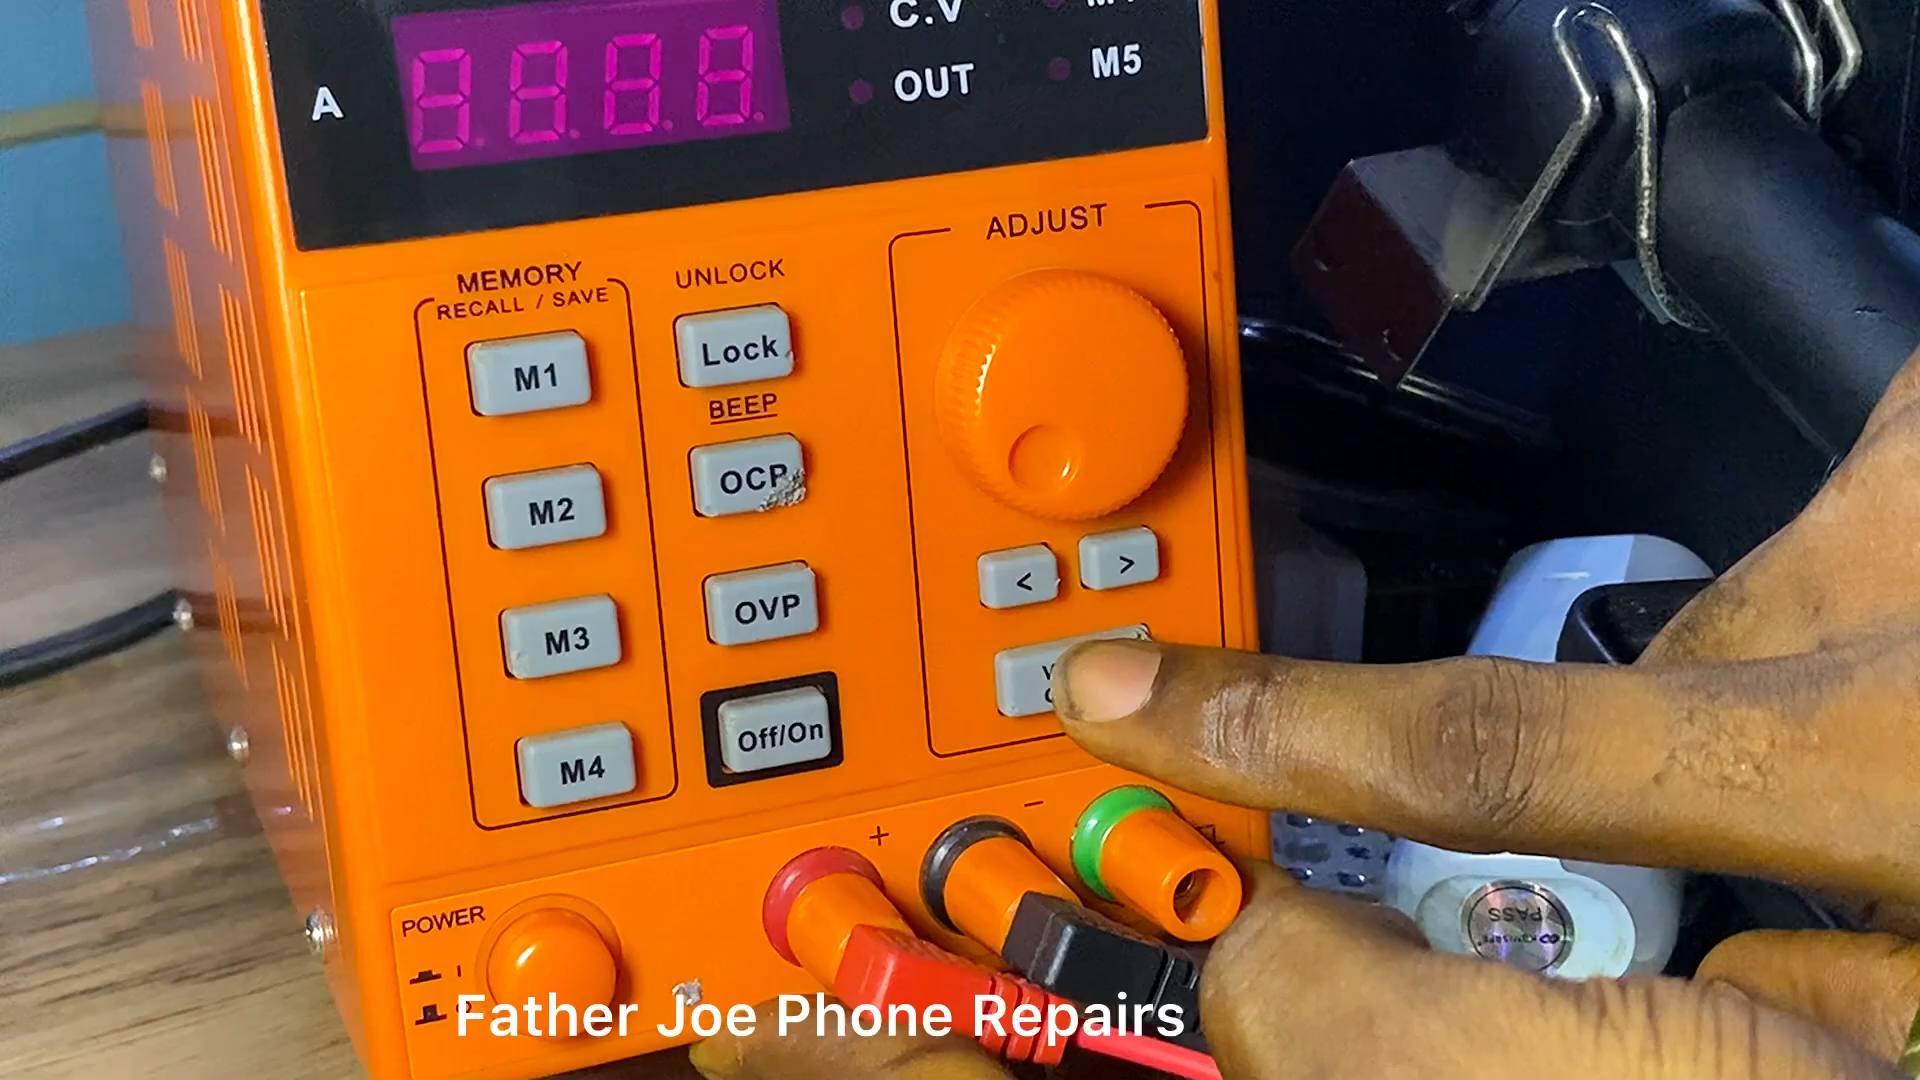 C.V
A
OUT
M5
ADJUST
MEMORY
RECALL / SAVE
UNLOCK
M1
Lock
BEEP
M2
OCP
<
>
M3
OVP
M4
Off/On
+
−
POWER
I
PASS
Father Joe Phone Repairs